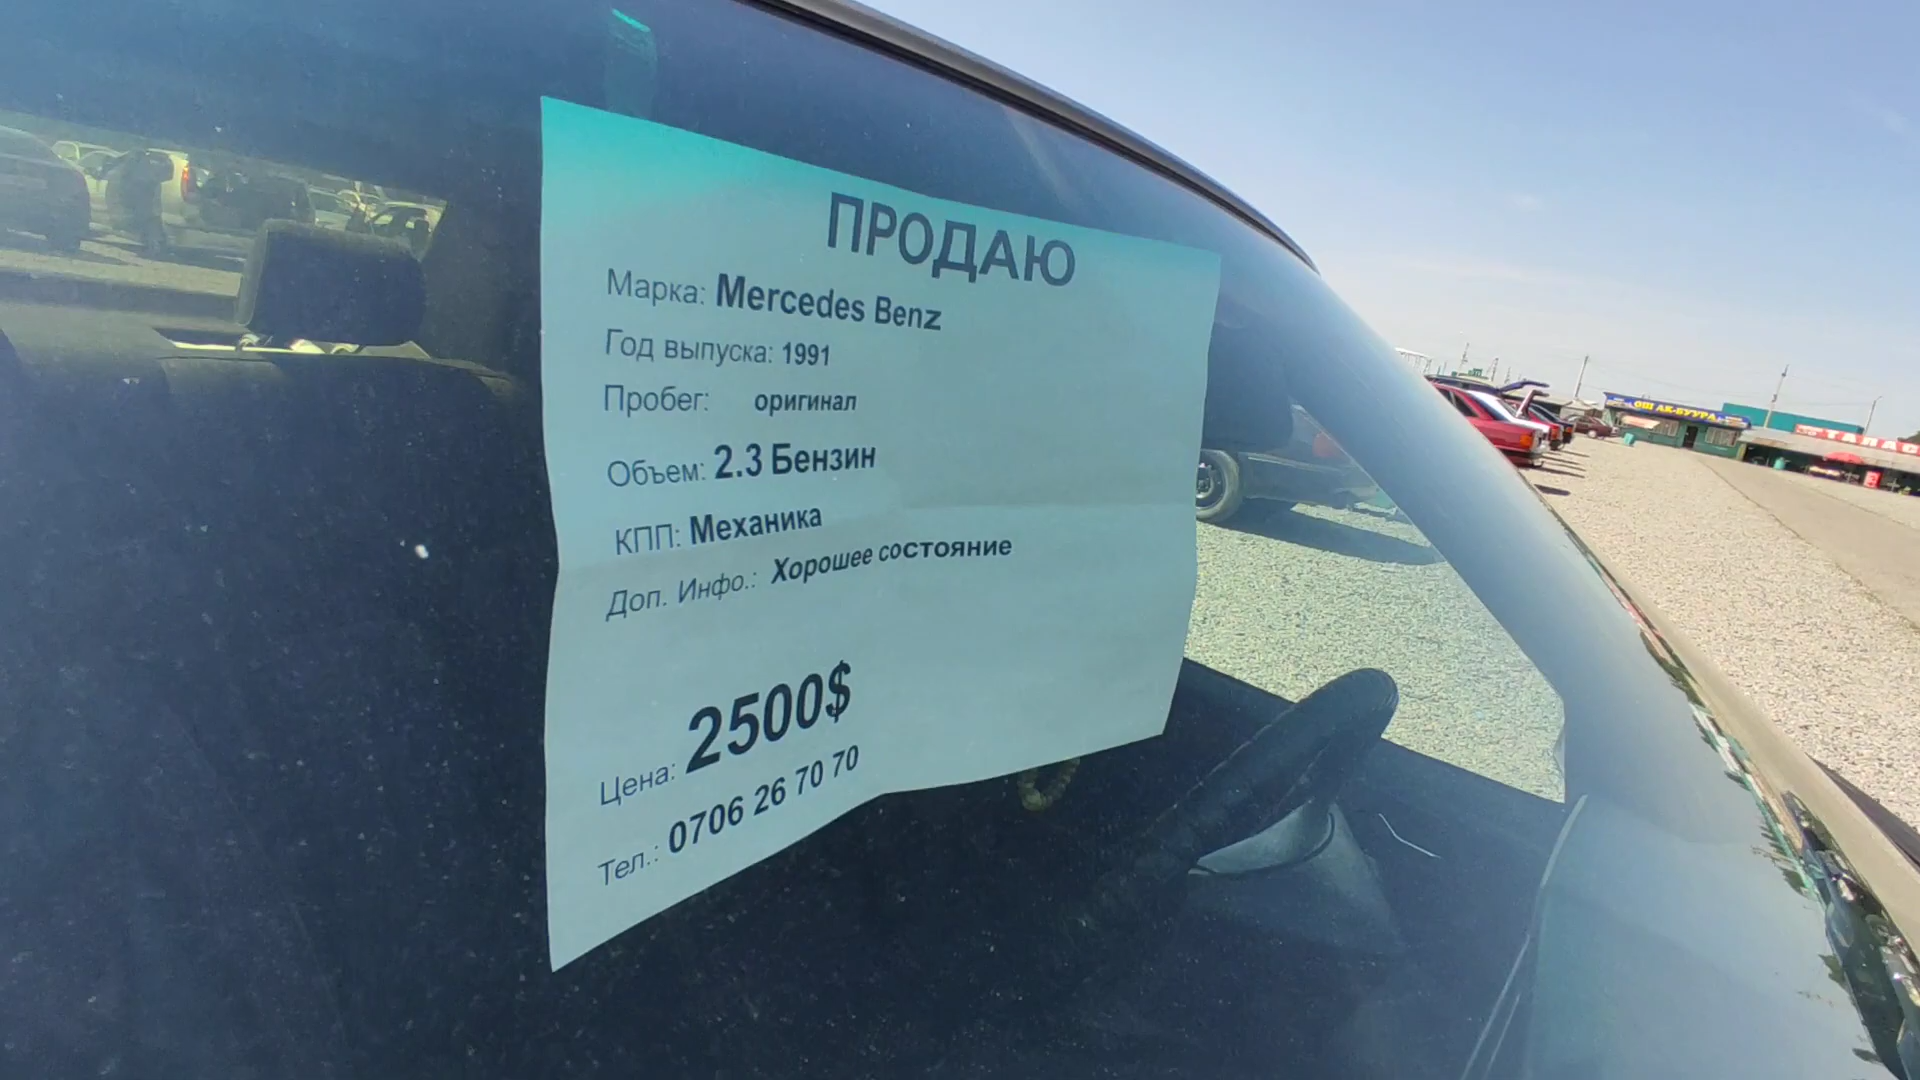 ПРОДАЮ
Марка: Mercedes Benz
Год выпуска: 1991
Пробег: оригинал
Объем: 2.3 Бензин
КПП: Механика
Доп. Инфо.: Хорошее состояние
Цена: 2500$
Тел.: 0706 26 70 70
ОШ АК-БУУРА